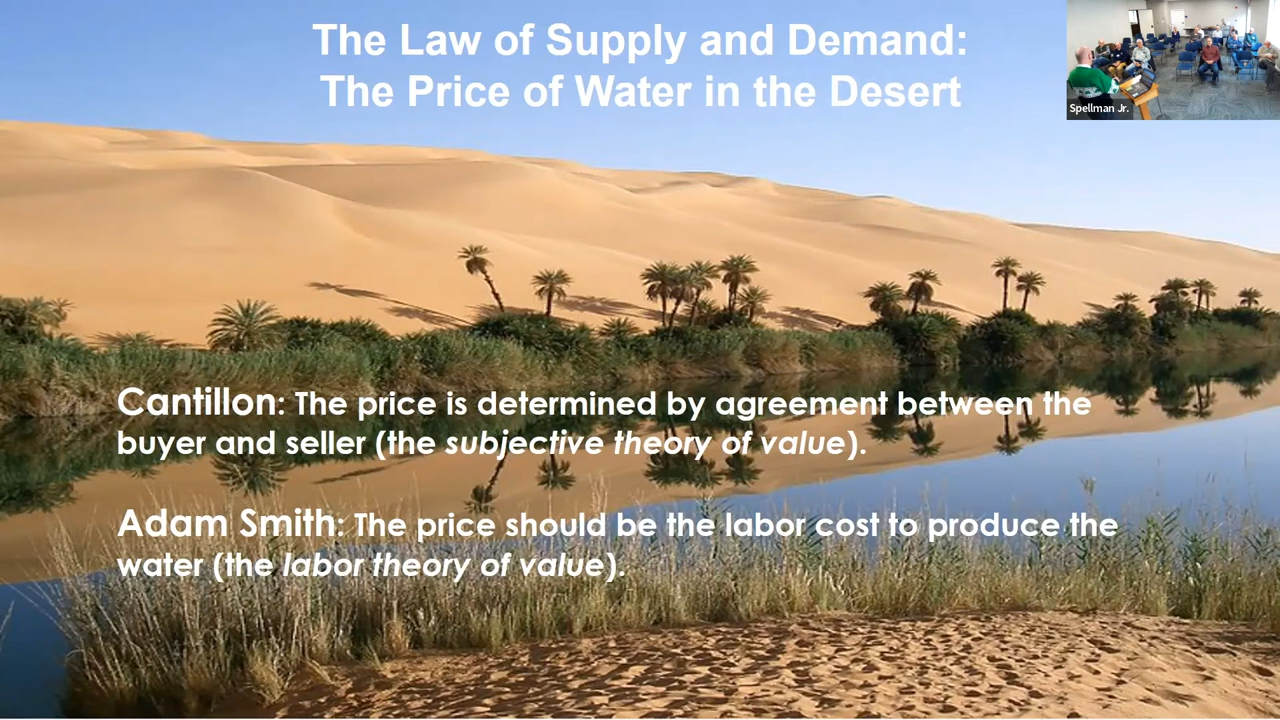 The Law of Supply and Demand:
The Price of Water in the Desert
Spellman Jr.
Cantillon: The price is determined by agreement between the
buyer and seller (the subjective theory of value).
Adam Smith: The price should be the labor cost to produce the
water (the labor theory of value).